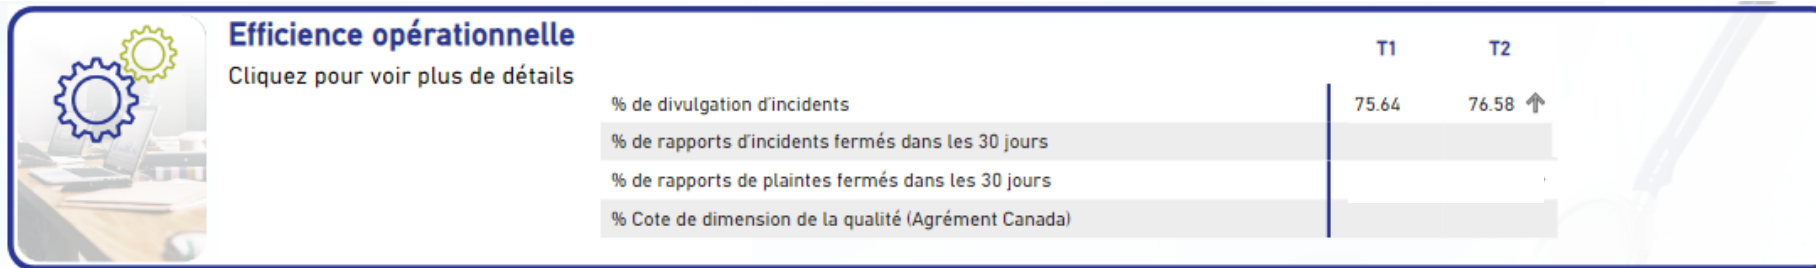 Efficience opérationnelle
Cliquez pour voir plus de détails
T1 T2
% de divulgation d'incidents 75.64 76.58
% de rapports d'incidents fermés dans les 30 jours
% de rapports de plaintes fermés dans les 30 jours
% Cote de dimension de la qualité (Agrément Canada)